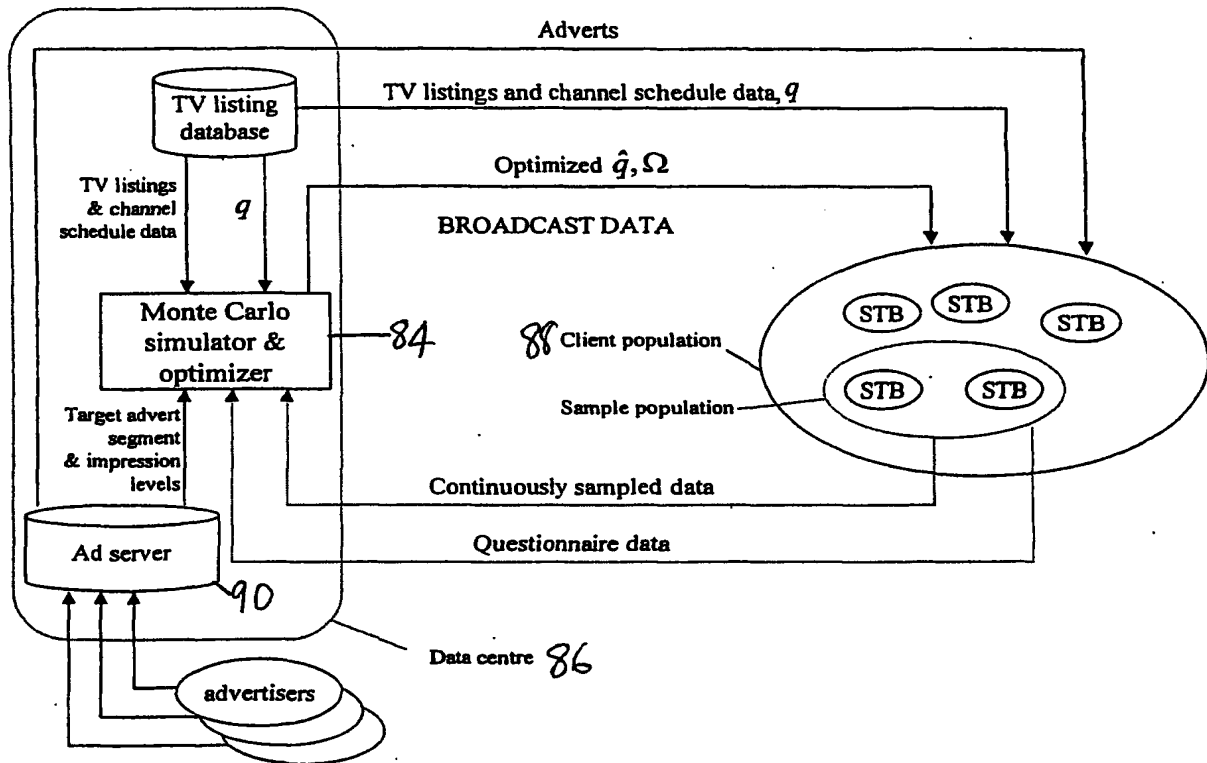 Adverts
TV listing
database
TV listings and channel schedule data, q
TV listings
& channel
schedule data
q
Optimized q̂, Ω
BROADCAST DATA
Monte Carlo
simulator &
optimizer
84
88 Client population
STB
STB
STB
STB
STB
Sample population
Target advert
segment
& impression
levels
Continuously sampled data
Questionnaire data
Ad server
90
Data centre 86
advertisers